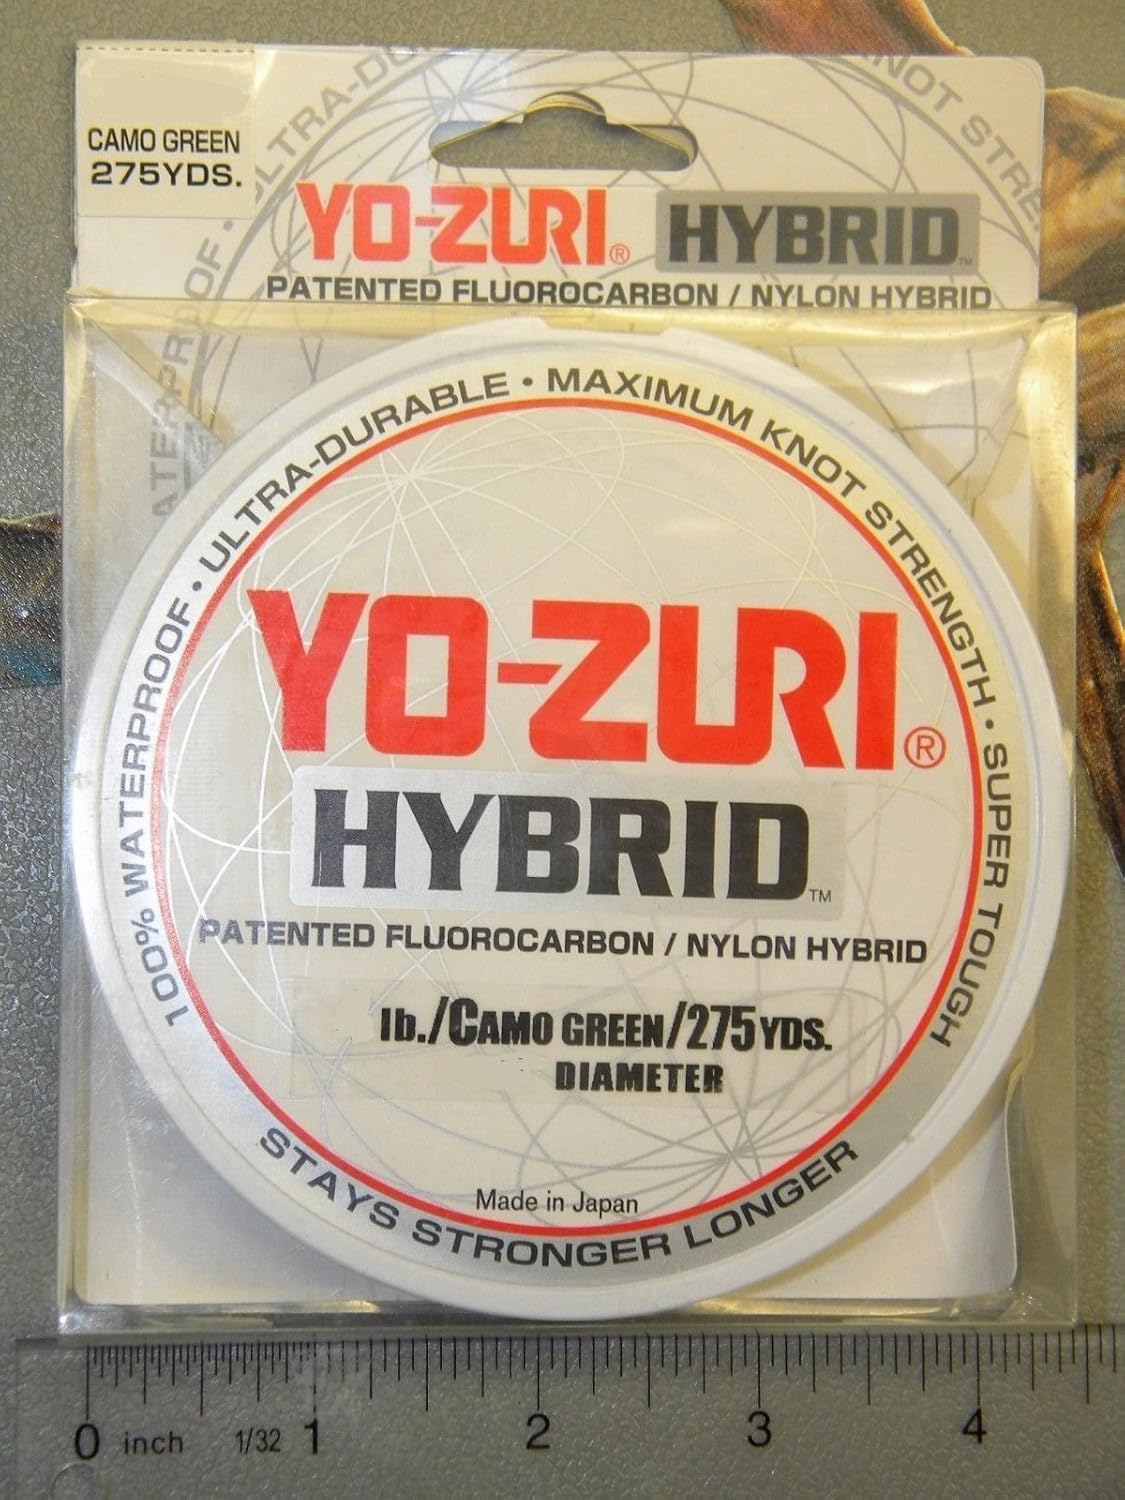 CAMO GREEN
275YDS.
YO-ZURI® HYBRID™
PATENTED FLUOROCARBON / NYLON HYBRID
100% WATERPROOF • ULTRA-DURABLE • MAXIMUM KNOT STRENGTH • SUPER TOUGH
YO-ZURI®
HYBRID™
PATENTED FLUOROCARBON / NYLON HYBRID
lb./CAMO GREEN/275YDS.
DIAMETER
Made in Japan
STAYS STRONGER LONGER
0 inch 1/32 1 2 3 4